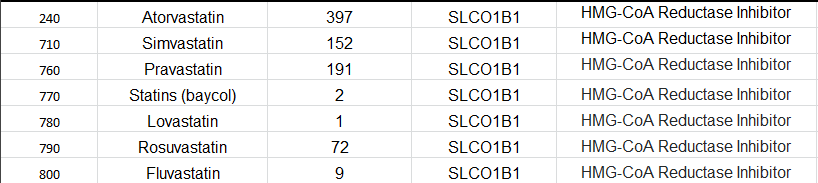 240 Atorvastatin 397 SLCO1B1 HMG-CoA Reductase Inhibitor
710 Simvastatin 152 SLCO1B1 HMG-CoA Reductase Inhibitor
760 Pravastatin 191 SLCO1B1 HMG-CoA Reductase Inhibitor
770 Statins (baycol) 2 SLCO1B1 HMG-CoA Reductase Inhibitor
780 Lovastatin 1 SLCO1B1 HMG-CoA Reductase Inhibitor
790 Rosuvastatin 72 SLCO1B1 HMG-CoA Reductase Inhibitor
800 Fluvastatin 9 SLCO1B1 HMG-CoA Reductase Inhibitor